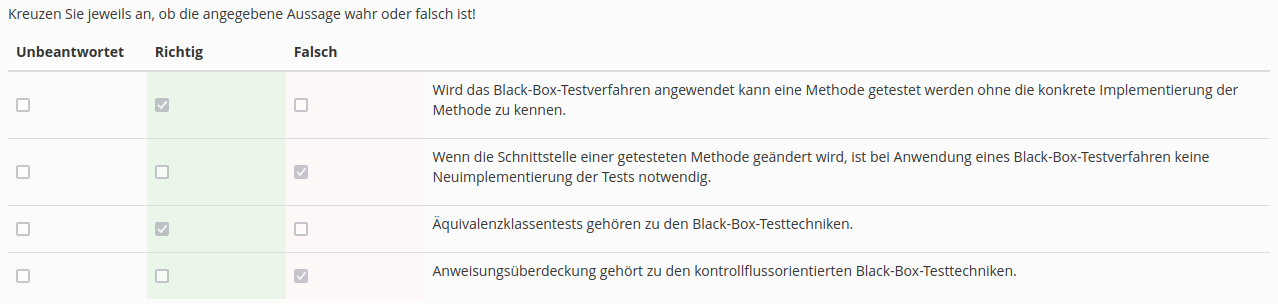 Kreuzen Sie jeweils an, ob die angegebene Aussage wahr oder falsch ist!
Unbeantwortet Richtig Falsch
Wird das Black-Box-Testverfahren angewendet kann eine Methode getestet werden ohne die konkrete Implementierung der
Methode zu kennen.
Wenn die Schnittstelle einer getesteten Methode geändert wird, ist bei Anwendung eines Black-Box-Testverfahren keine
Neuimplementierung der Tests notwendig.
Äquivalenzklassentests gehören zu den Black-Box-Testtechniken.
Anweisungsüberdeckung gehört zu den kontrollflussorientierten Black-Box-Testtechniken.